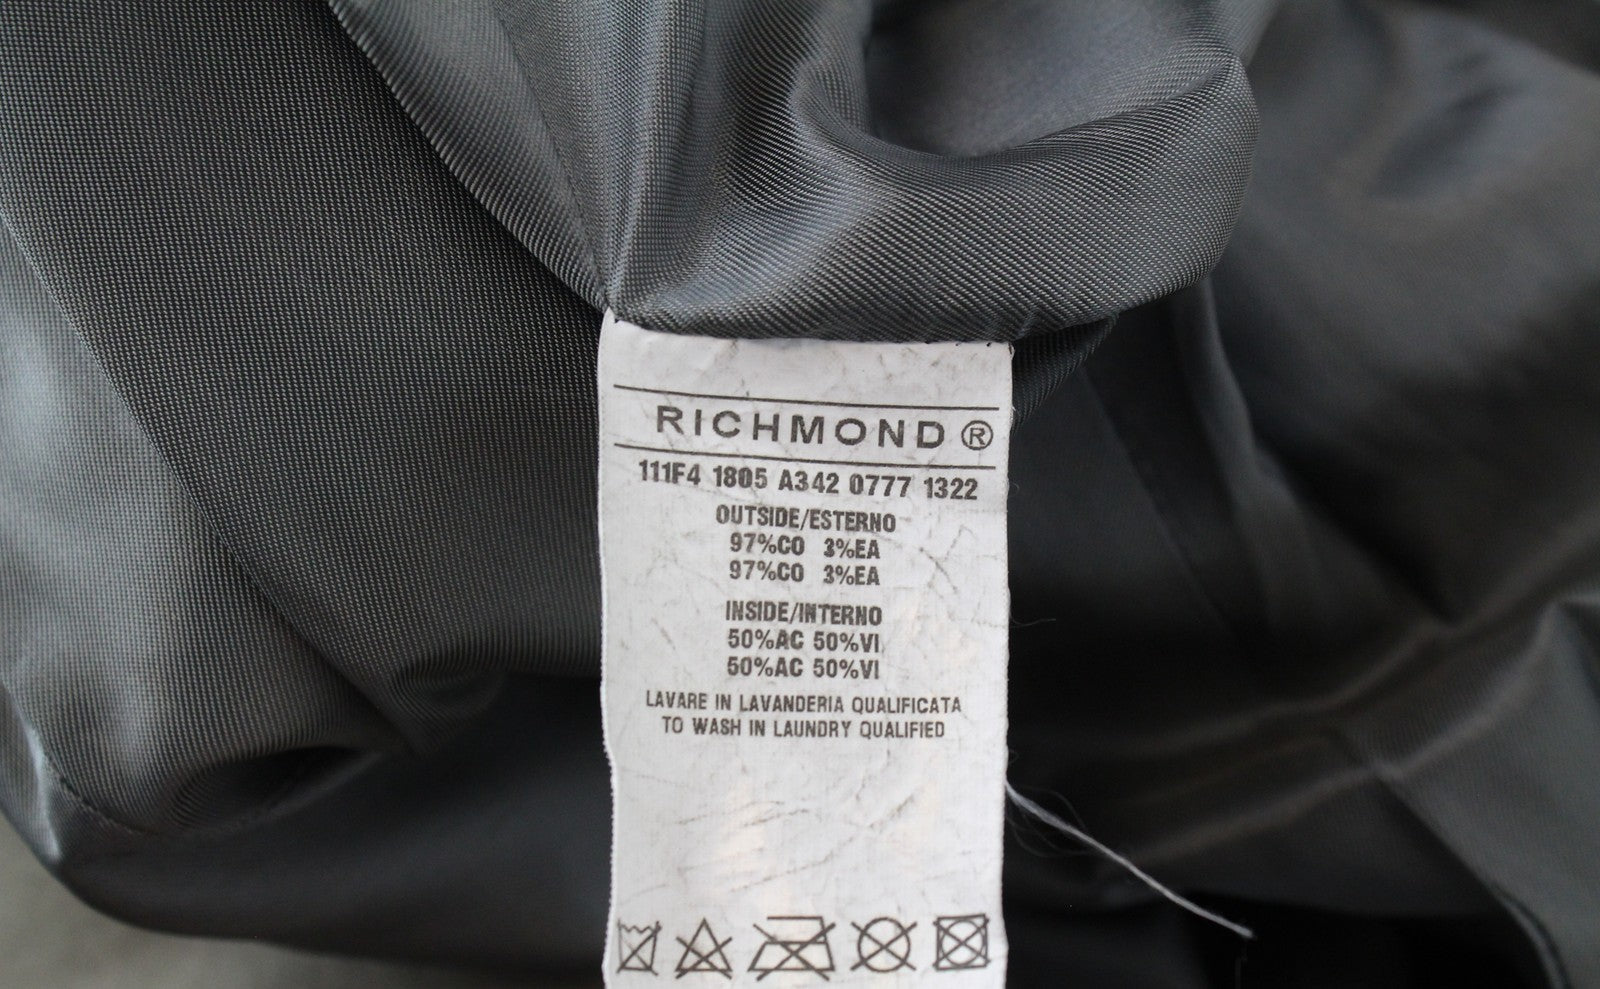 RICHMOND ®
111F4 1805 A342 0777 1322
OUTSIDE/ESTERNO
97%CO 3%EA
97%CO 3%EA
INSIDE/INTERNO
50%AC 50%VI
50%AC 50%VI
LAVARE IN LAVANDERIA QUALIFICATA
TO WASH IN LAUNDRY QUALIFIED